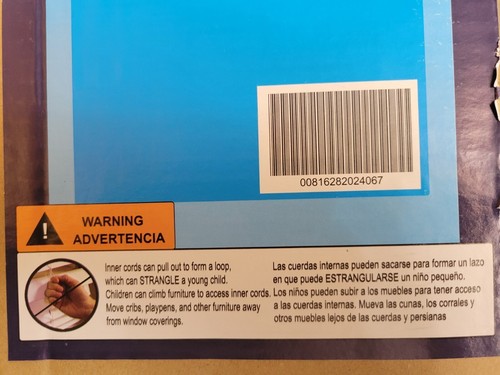 00816282024067
WARNING
ADVERTENCIA
Inner cords can pull out to form a loop,
which can STRANGLE a young child.
Children can climb furniture to access inner cords.
Move cribs, playpens, and other furniture away
from window coverings.
Las cuerdas internas pueden sacarse para formar un lazo
en que puede ESTRANGULARSE un niño pequeño.
Los niños pueden subir a los muebles para tener acceso
a las cuerdas internas. Mueva las cunas, los corrales y
otros muebles lejos de las cuerdas y persianas